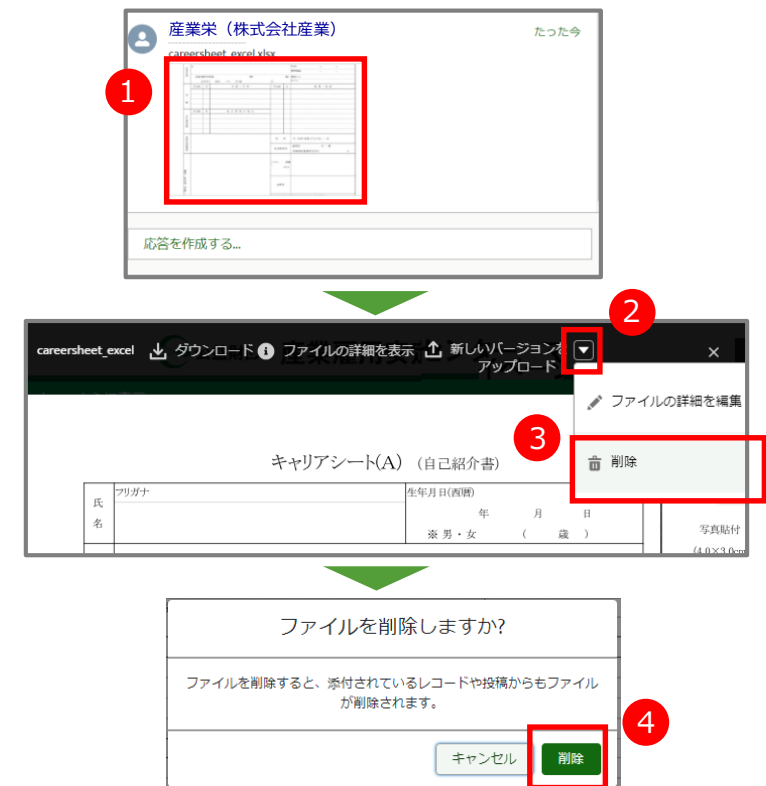 産業栄（株式会社産業）
たった今
careersheet_excel.xlsx
1
応答を作成する...
2
careersheet_excel ダウンロード ファイルの詳細を表示 新しいバージョンを
アップロード
×
ファイルの詳細を編集
3
削除
キャリアシート(A) (自己紹介書)
フリガナ
生年月日(西暦)
氏
名
年 月 日
※ 男・女 ( 歳 )
写真貼付
(4.0×3.0cm
ファイルを削除しますか?
ファイルを削除すると、添付されているレコードや投稿からもファイル
が削除されます。
4
キャンセル
削除